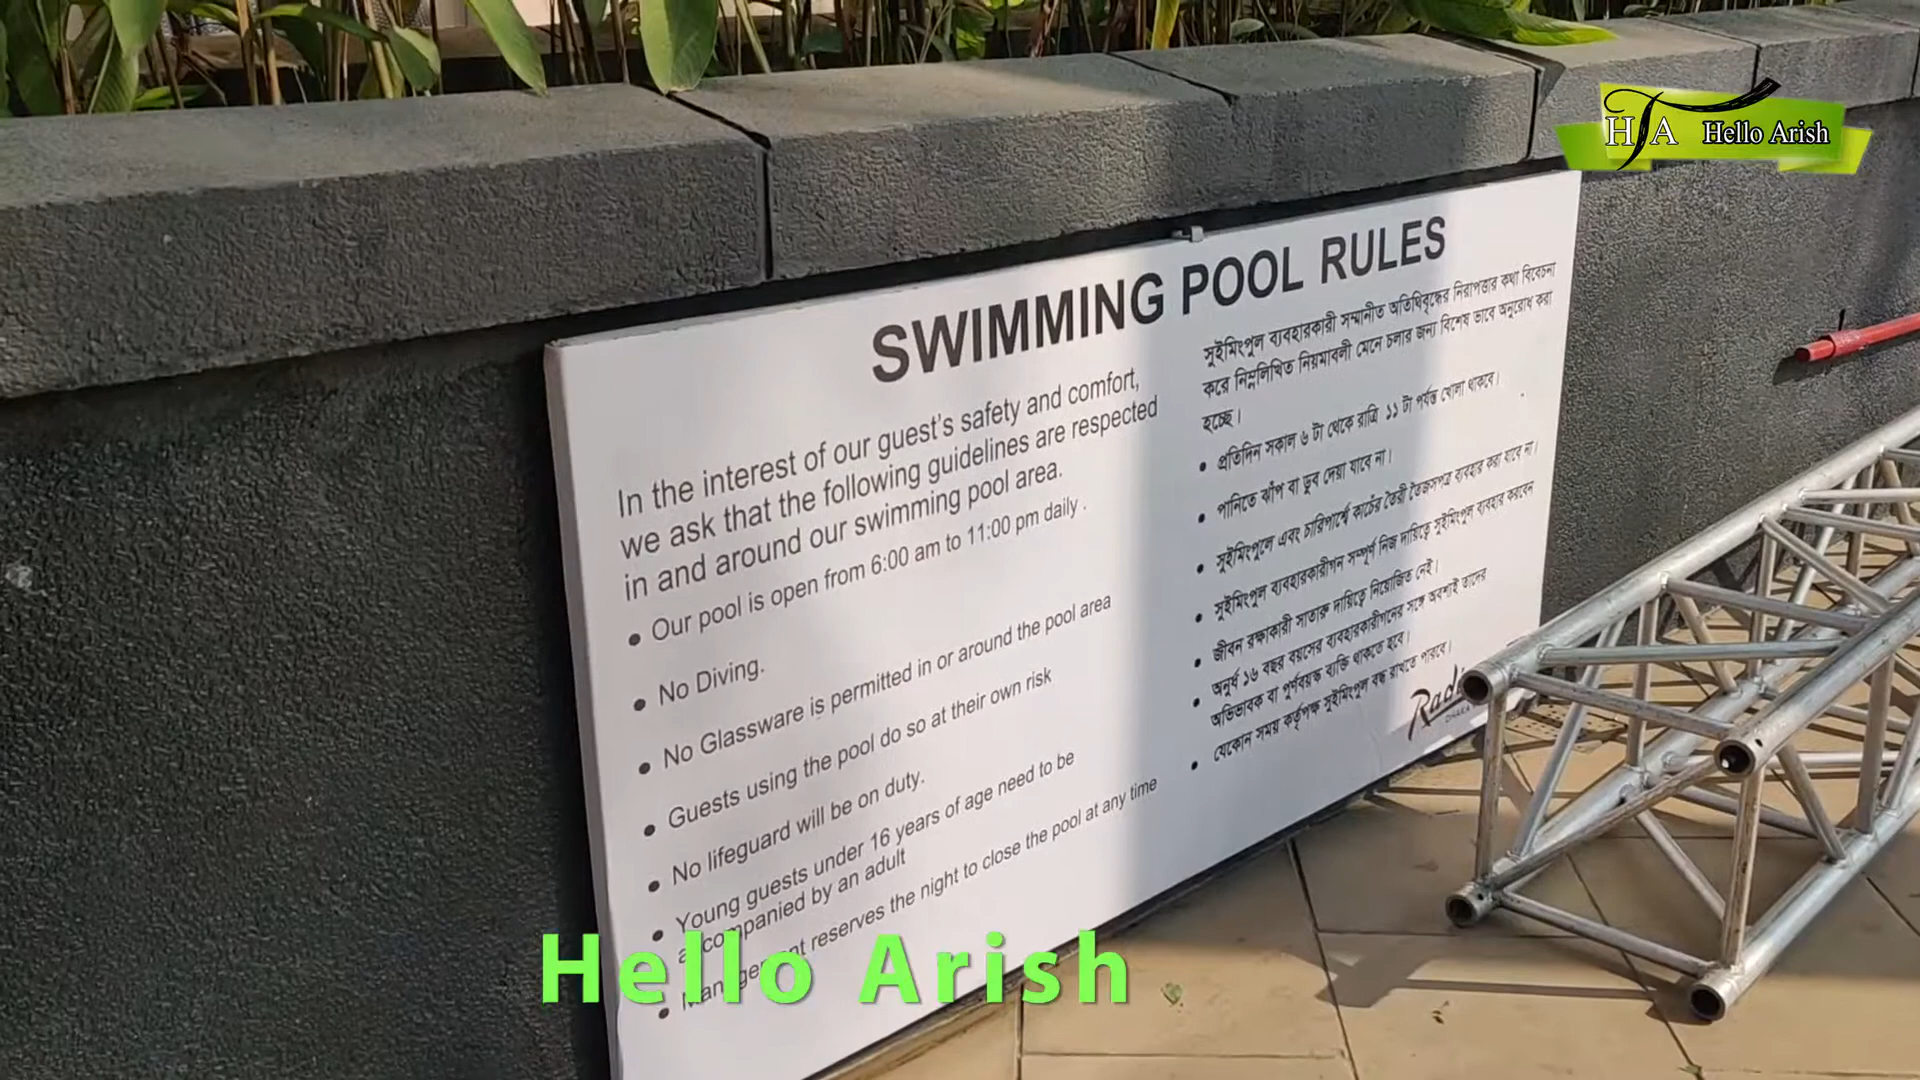 HA Hello Arish
SWIMMING POOL RULES
In the interest of our guest's safety and comfort,
we ask that the following guidelines are respected
in and around our swimming pool area.
• Our pool is open from 6:00 am to 11:00 pm daily .
• No Diving.
• No Glassware is permitted in or around the pool area
• Guests using the pool do so at their own risk
• No lifeguard will be on duty.
• Young guests under 16 years of age need to be
accompanied by an adult
• Management reserves the night to close the pool at any time
সুইমিংপুল ব্যবহারকারী সম্মানীত অতিথিবৃন্ধের নিরাপত্তার কথা বিবেচনা
করে নিম্নলিখিত নিয়মাবলী মেনে চলার জন্য বিশেষ ভাবে অনুরোধ করা
হচ্ছে।
• প্রতিদিন সকাল ৬ টা থেকে রাত্রি ১১ টা পর্যন্ত খোলা থাকবে।
• পানিতে ঝাঁপ বা ডুব দেয়া যাবে না।
• সুইমিংপুলে এবং চারিপার্শ্বে কাচেঁর তৈরী তৈজসপত্র ব্যবহার করা যাবে না।
• সুইমিংপুল ব্যবহারকারীগন সম্পূর্ণ নিজ দায়িত্বে সুইমিংপুল ব্যবহার করবেন
• জীবন রক্ষাকারী সাতারু দায়িত্বে নিয়োজিত নেই।
• অনুর্ধ ১৬ বছর বয়সের ব্যবহারকারীগনের সঙ্গে অবশ্যই তাদের
অভিভাবক বা পূর্ণবয়স্ক ব্যক্তি থাকতে হবে।
• যেকোন সময় কর্তৃপক্ষ সুইমিংপুল বন্ধ রাখতে পারবে।
DHAKA
Hello Arish